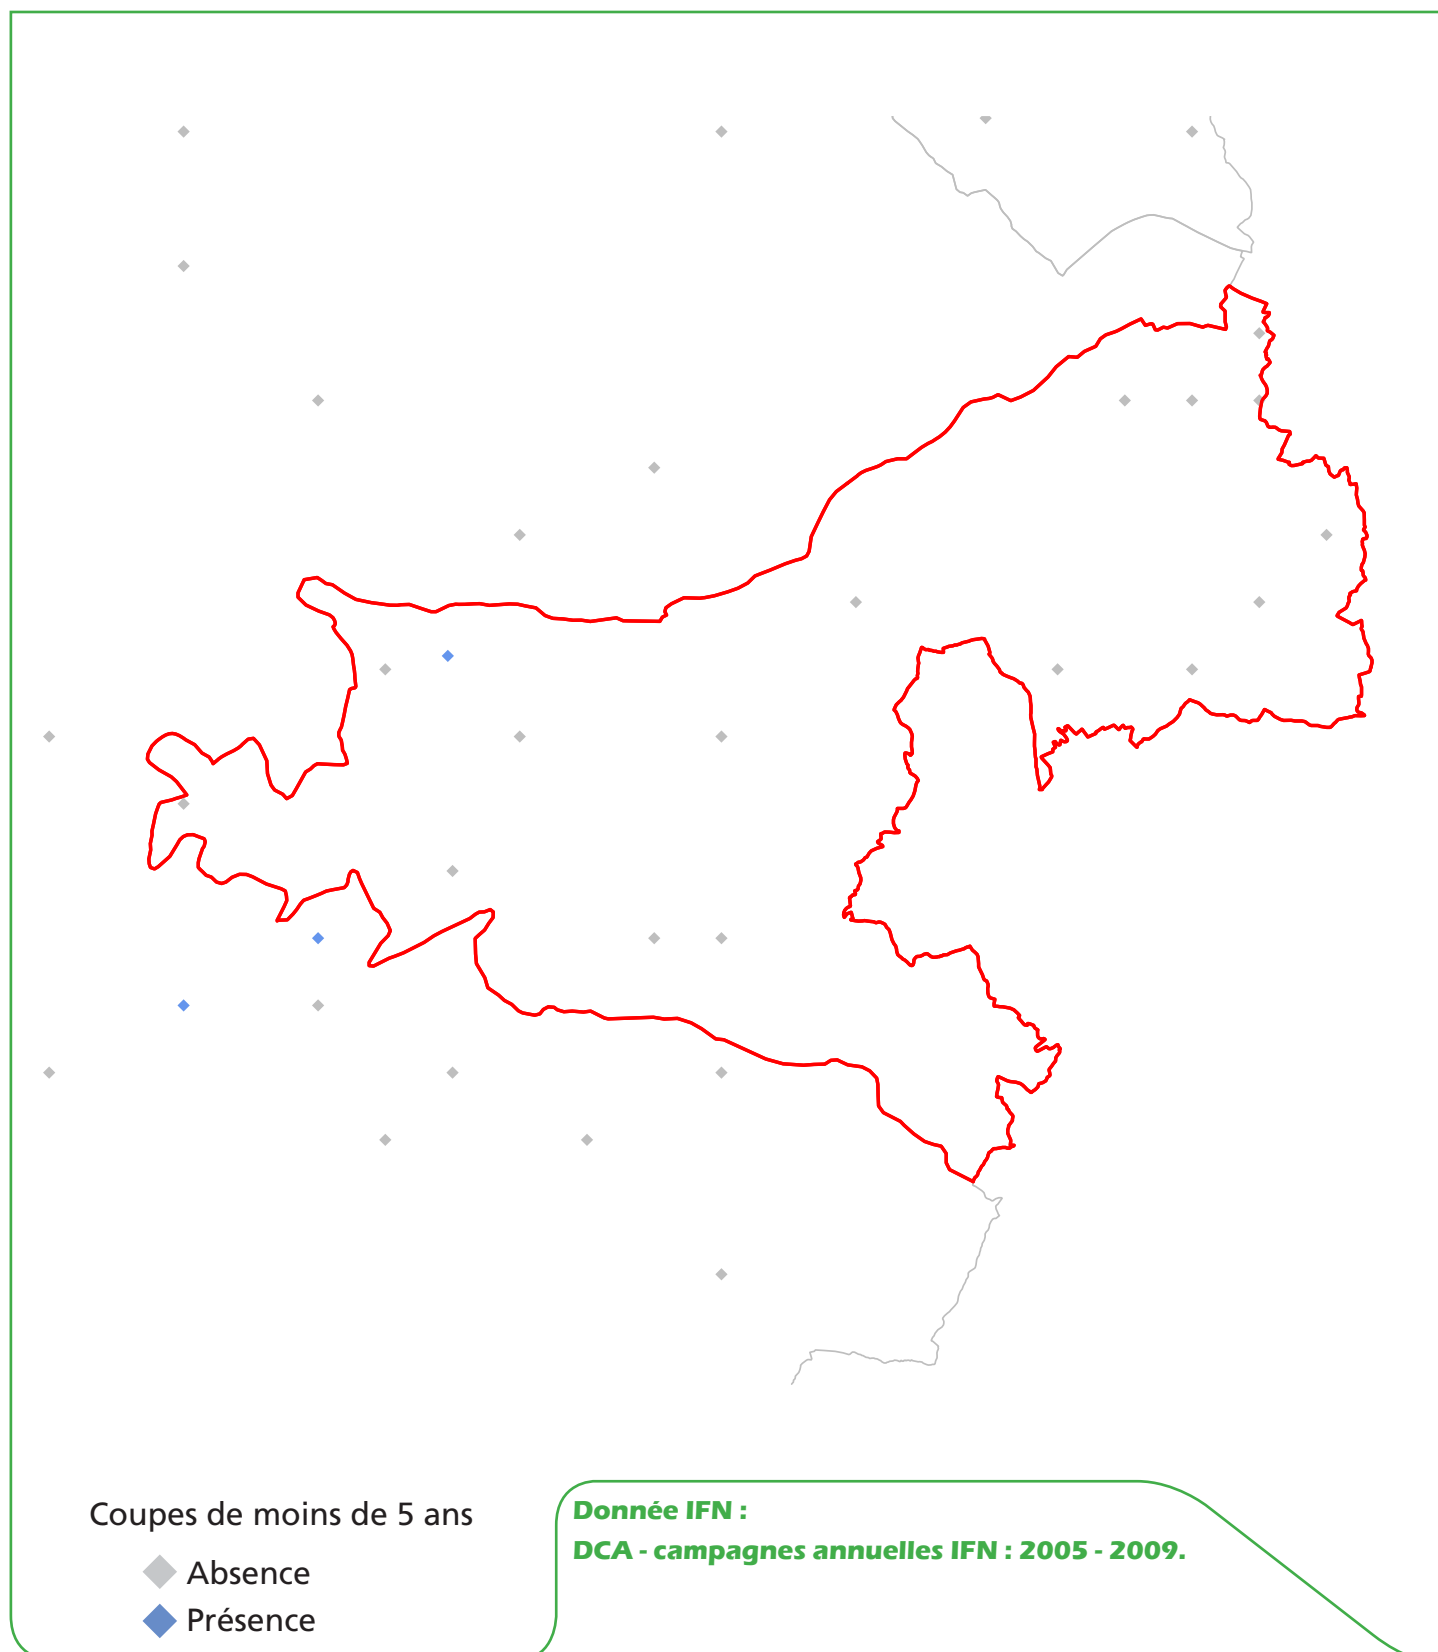 Coupes de moins de 5 ans
Absence
Présence
Donnée IFN :
DCA - campagnes annuelles IFN : 2005 - 2009.